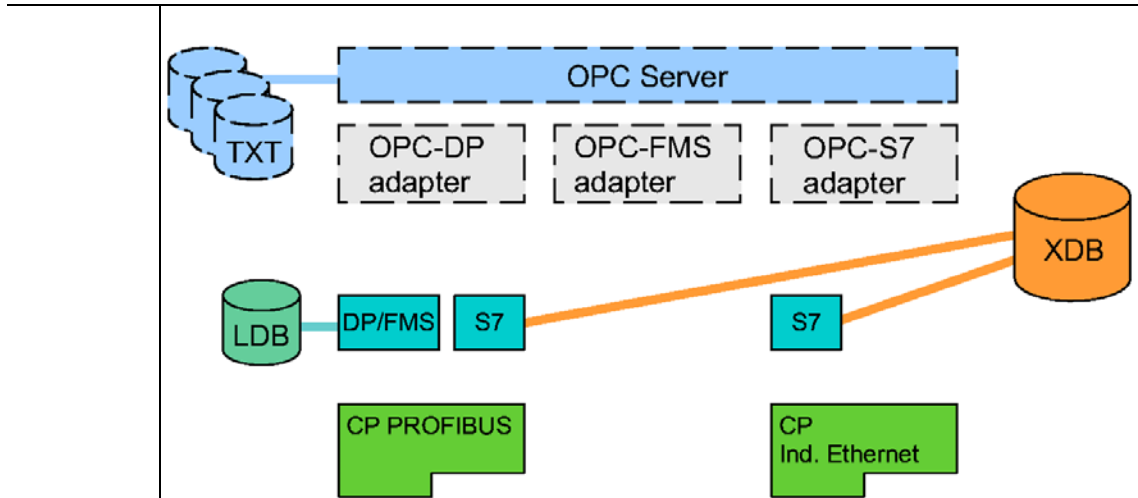 OPC Server
TXT
OPC-DP
adapter
OPC-FMS
adapter
OPC-S7
adapter
XDB
LDB
DP/FMS
S7
S7
CP PROFIBUS
CP
Ind. Ethernet